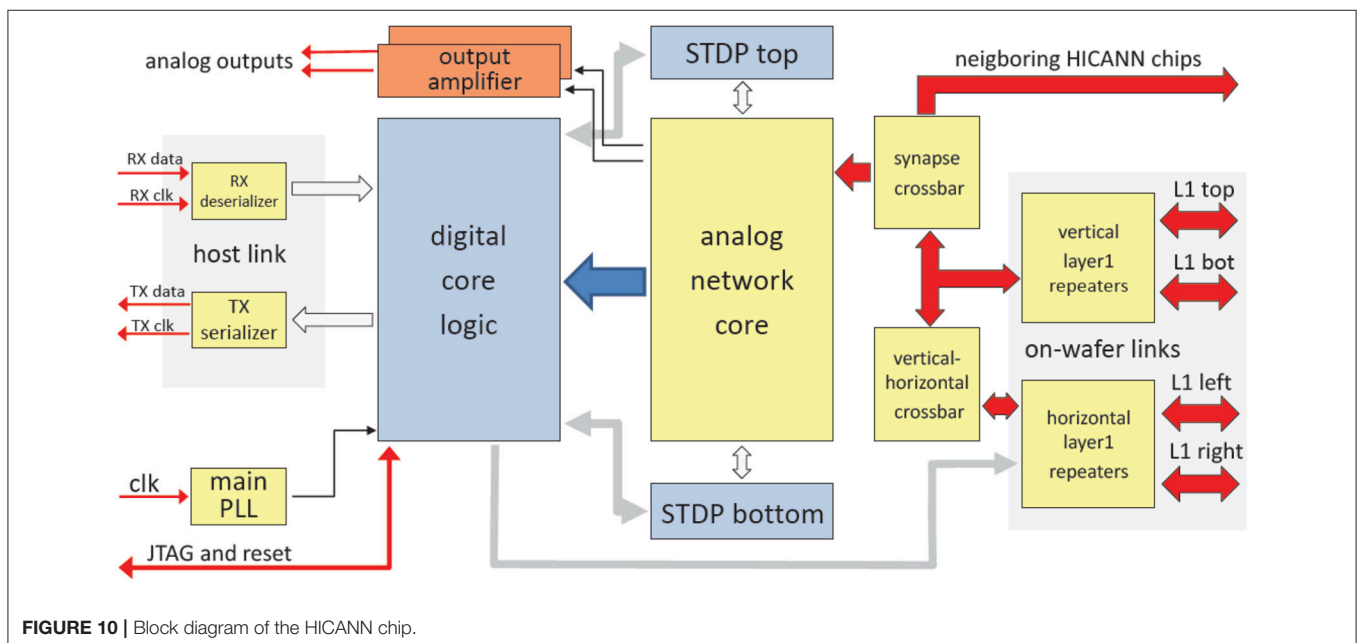 analog outputs
output
amplifier
STDP top
neigboring HICANN chips
RX data
RX clk
RX
deserializer
host link
TX data
TX clk
TX
serializer
digital
core
logic
analog
network
core
synapse
crossbar
vertical-
horizontal
crossbar
vertical
layer1
repeaters
L1 top
L1 bot
on-wafer links
horizontal
layer1
repeaters
L1 left
L1 right
clk
main
PLL
JTAG and reset
STDP bottom
FIGURE 10 | Block diagram of the HICANN chip.